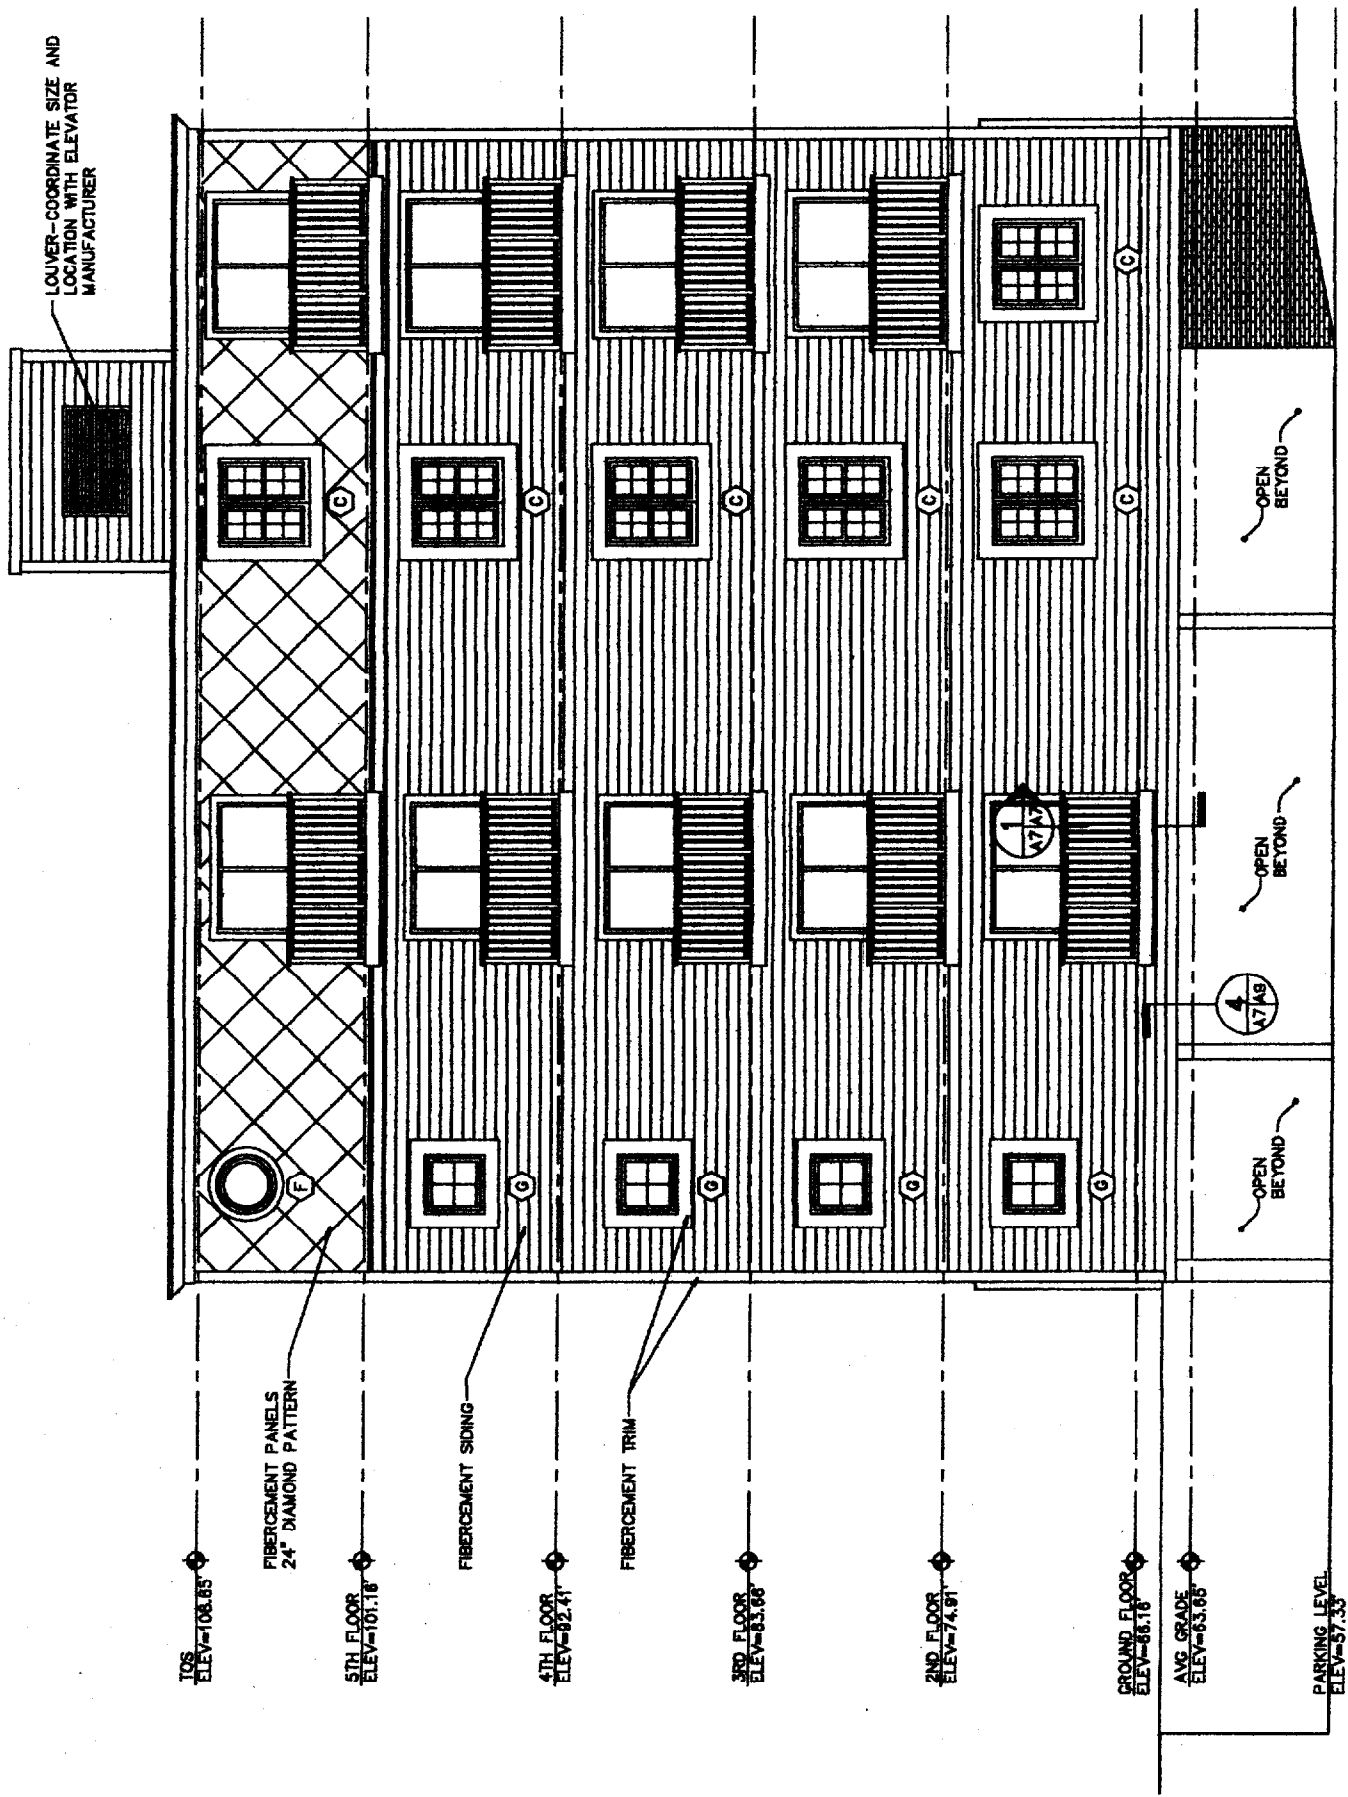 LOUVER-COORDINATE SIZE AND
LOCATION WITH ELEVATOR
MANUFACTURER
TOS
ELEV=108.65'
FIBERCEMENT PANELS
24" DIAMOND PATTERN
5TH FLOOR
ELEV=101.16'
FIBERCEMENT SIDING
4TH FLOOR
ELEV=92.41'
FIBERCEMENT TRIM
3RD FLOOR
ELEV=83.66'
2ND FLOOR
ELEV=74.91'
GROUND FLOOR
ELEV=66.16'
AVG GRADE
ELEV=63.65'
PARKING LEVEL
ELEV=57.33'
F
C
G
C
G
C
G
C
G
C
C
1
A7 A7
4
A7 A8
OPEN
BEYOND
OPEN
BEYOND
OPEN
BEYOND